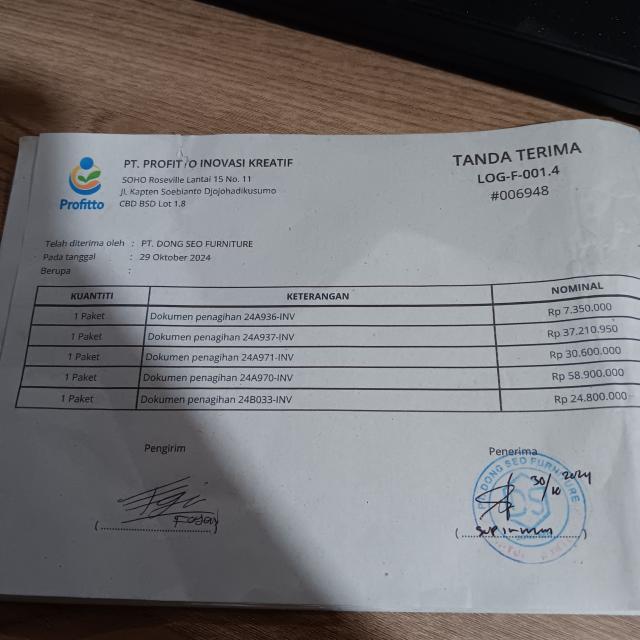 PT. PROFITTO INOVASI KREATIF
SOHO Roseville Lantai 15 No. 11
Jl. Kapten Soebianto Djojohadikusumo
CBD BSD Lot 1.8
Profitto
TANDA TERIMA
LOG-F-001.4
#006948
Telah diterima oleh : PT. DONG SEO FURNITURE
Pada tanggal : 29 Oktober 2024
Berupa :
KUANTITI KETERANGAN NOMINAL
1 Paket Dokumen penagihan 24A936-INV Rp 7.350.000
1 Paket Dokumen penagihan 24A937-INV Rp 37.210.950
1 Paket Dokumen penagihan 24A971-INV Rp 30.600.000
1 Paket Dokumen penagihan 24A970-INV Rp 58.900.000
1 Paket Dokumen penagihan 24B033-INV Rp 24.800.000
Pengirim Penerima
PT. DONG SEO FURNITURE
DS
30/10 2024